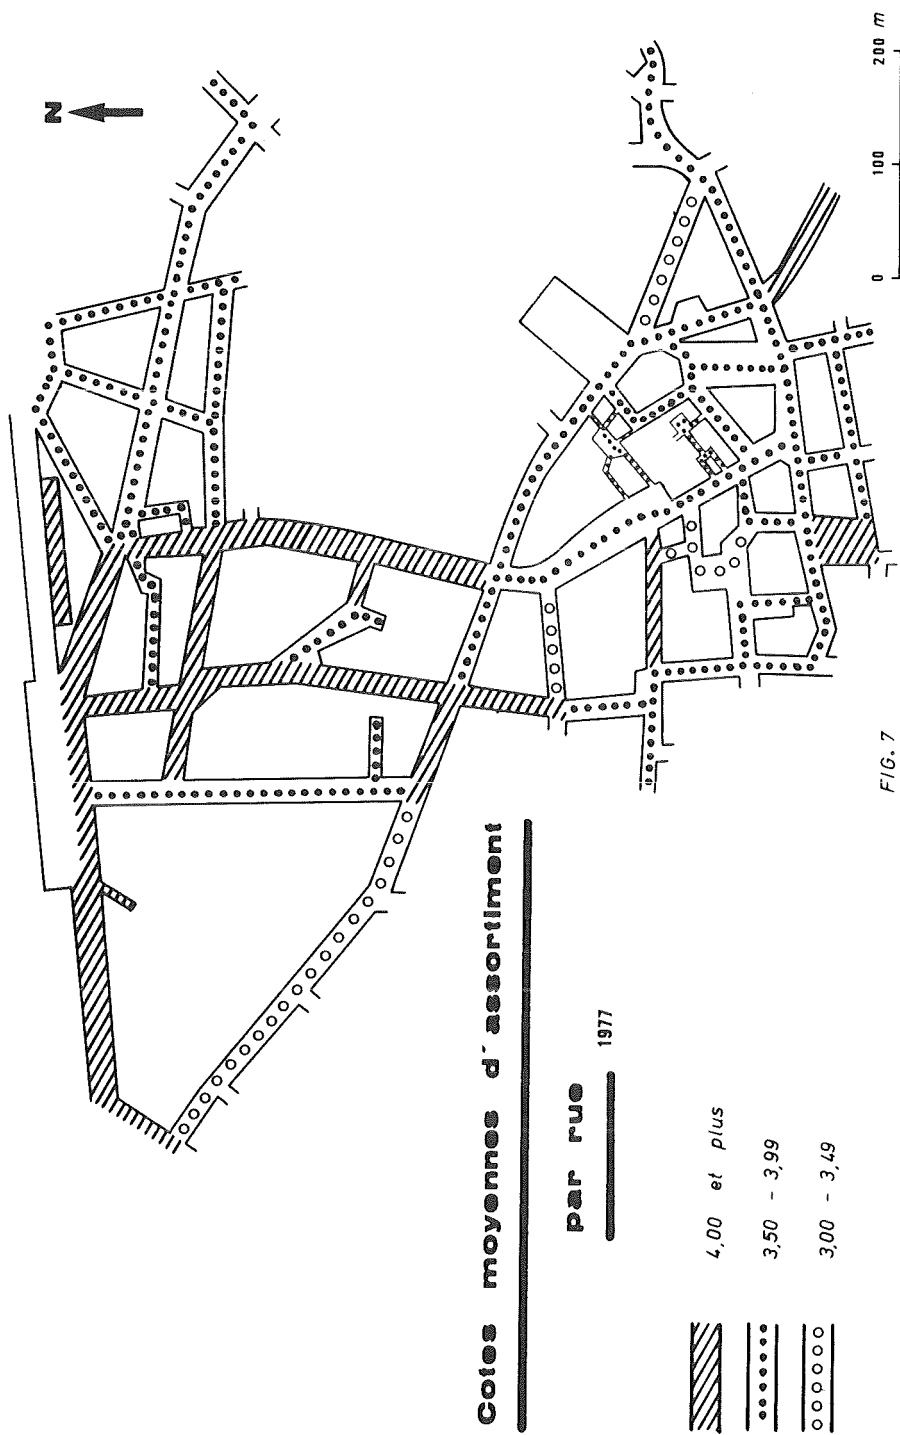 N
Cotes moyennes d'assortiment
par rue
1977
4,00 et plus
3,50 - 3,99
3,00 - 3,49
0 100 200 m
FIG. 7